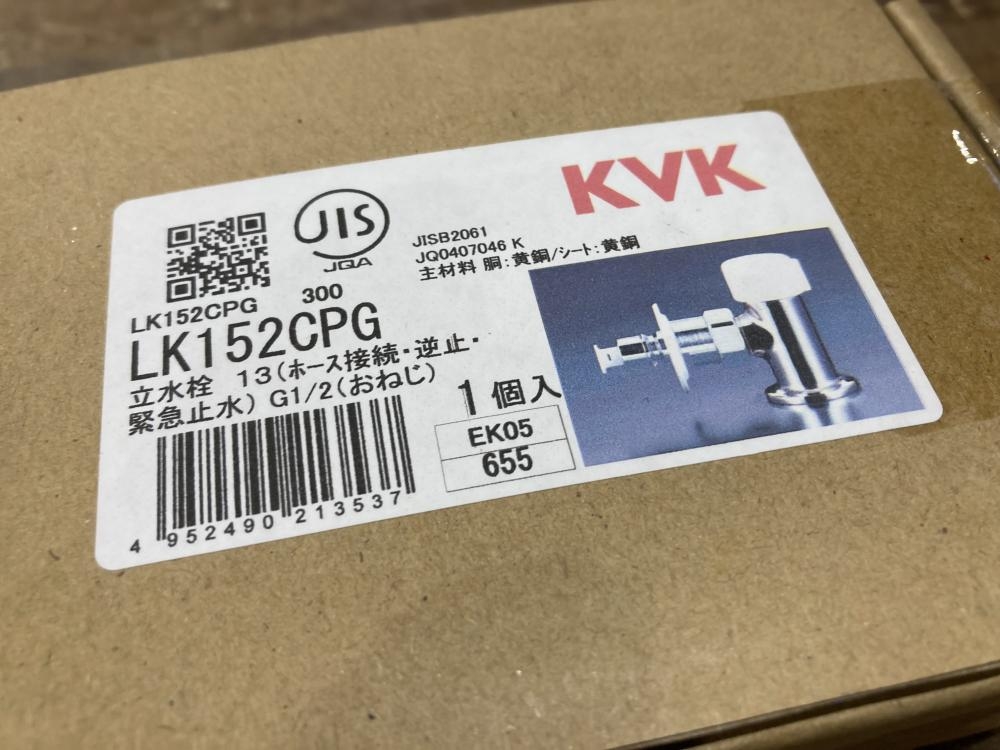 KVK
JIS
JQA
JISB2061
JQ0407046 K
主材料 胴:黄銅/シート:黄銅
LK152CPG 300
LK152CPG
立水栓 13(ホース接続・逆止・
緊急止水) G1/2(おねじ)
1個入
EK05
655
4 952490 213537